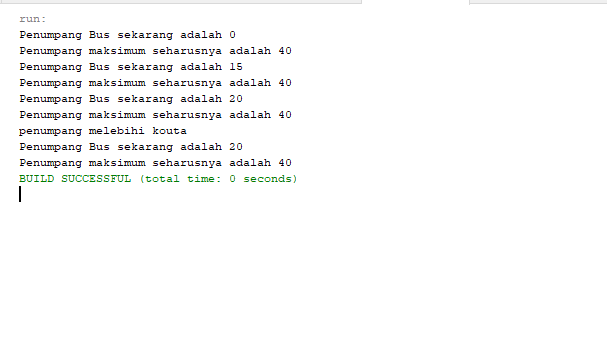 run:
Penumpang Bus sekarang adalah 0
Penumpang maksimum seharusnya adalah 40
Penumpang Bus sekarang adalah 15
Penumpang maksimum seharusnya adalah 40
Penumpang Bus sekarang adalah 20
Penumpang maksimum seharusnya adalah 40
penumpang melebihi kouta
Penumpang Bus sekarang adalah 20
Penumpang maksimum seharusnya adalah 40
BUILD SUCCESSFUL (total time: 0 seconds)